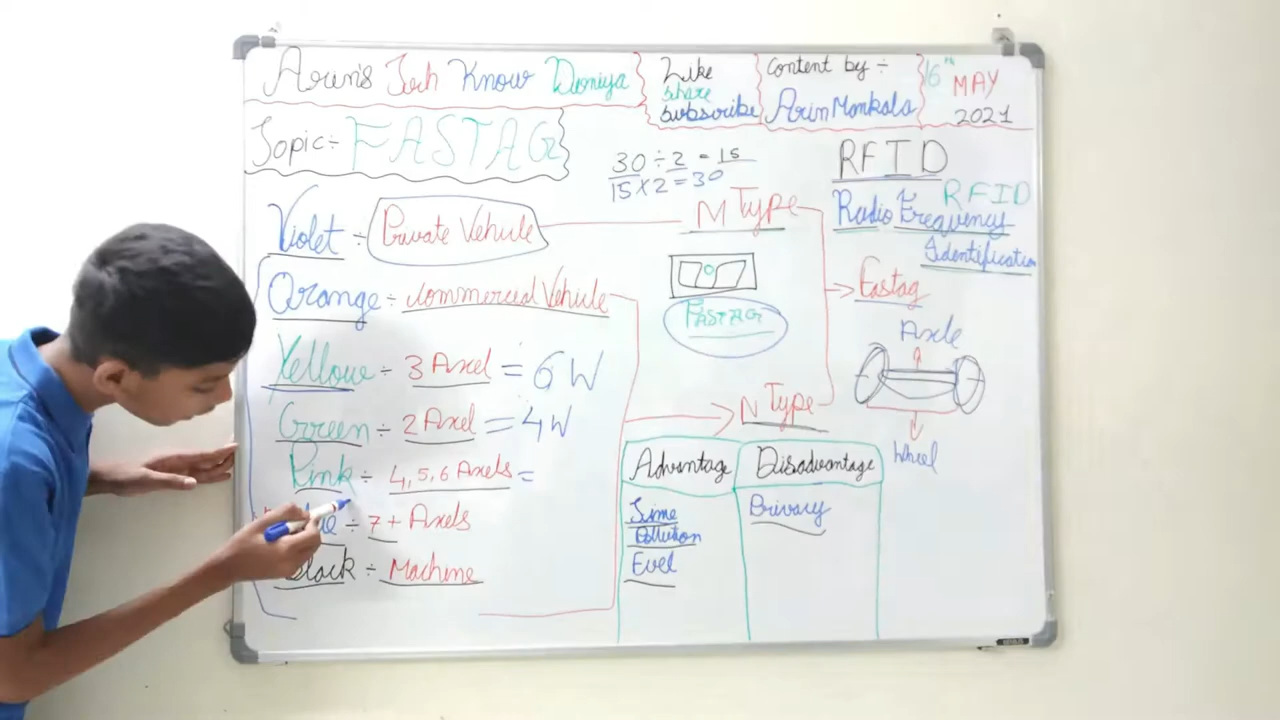 Arun's Tech Know Duniya
Like
share
subscribe
Content by :-
Arin Monkala
16th
MAY
2021
Topic :- FASTAG
30 ÷ 2 = 15
15 × 2 = 30
RFID
RFID
Radio Frequency
Identification
Violet ÷ Private Vehicle
M Type
Orange ÷ commercial Vehicle
FASTAG
Fastag
Axle
Wheel
Yellow ÷ 3 Axel = 6 W
Green ÷ 2 Axel = 4 W
Pink ÷ 4, 5, 6 Axels =
÷ 7 + Axels
Black ÷ Machine
N Type
Advantage
Disadvantage
Time
Pollution
Fuel
Privacy